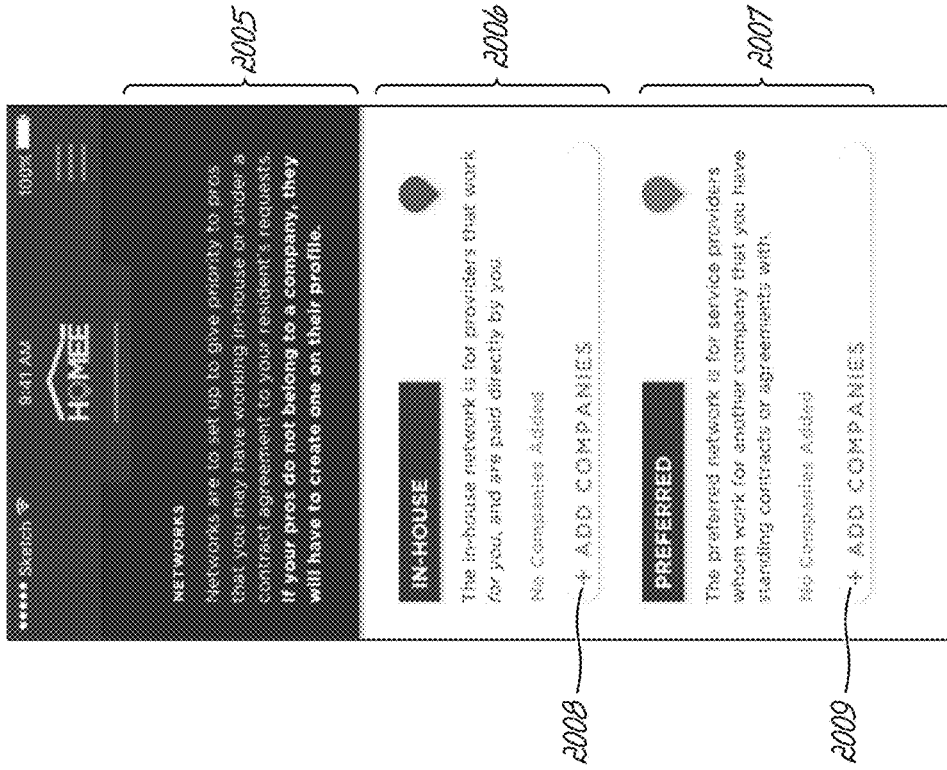 ••••• Sketch 9:41 AM 100%
HOMEE
NETWORKS
Networks are to set up to give priority to pros
that you may have working in-house or under a
contract agreement to your resident's requests.
If your pros do not belong to a company, they
will have to create one on their profile.
2005
IN-HOUSE
The in-house network is for providers that work
for you, and are paid directly by you.
No Companies Added
+ ADD COMPANIES
2006
2008
PREFERRED
The preferred network is for service providers
whom work for another company that you have
standing contracts or agreements with.
No Companies Added
+ ADD COMPANIES
2007
2009